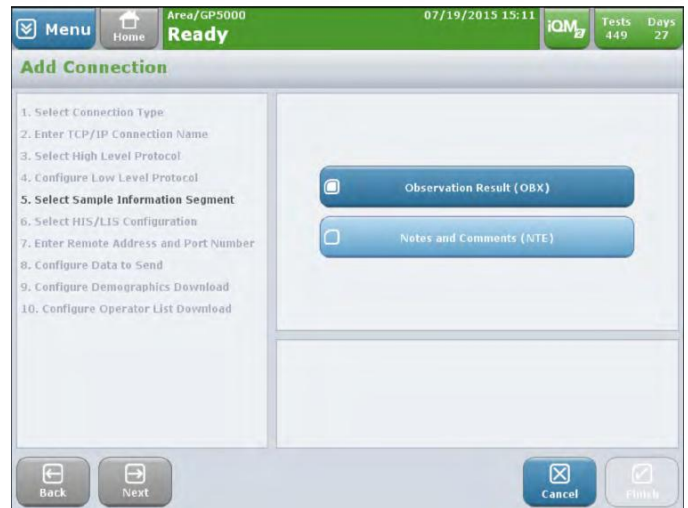 Menu
Home
Area/GP5000
Ready
07/19/2015 15:11
iQM2
Tests Days
449 27
Add Connection
1. Select Connection Type
2. Enter TCP/IP Connection Name
3. Select High Level Protocol
4. Configure Low Level Protocol
5. Select Sample Information Segment
6. Select HIS/LIS Configuration
7. Enter Remote Address and Port Number
8. Configure Data to Send
9. Configure Demographics Download
10. Configure Operator List Download
Observation Result (OBX)
Notes and Comments (NTE)
Back
Next
Cancel
Finish